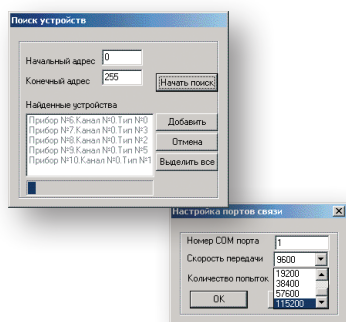 Поиск устройств
Начальный адрес 0
Конечный адрес 255
Начать поиск
Найденные устройства
Прибор №6.Канал №0.Тип №0
Прибор №7.Канал №0.Тип №3
Прибор №8.Канал №0.Тип №2
Прибор №9.Канал №0.Тип №5
Прибор №10.Канал №0.Тип №1
Добавить
Отмена
Выделить все
Настройка портов связи
Номер COM порта 1
Скорость передачи 9600
Количество попыток
19200
38400
57600
115200
OK